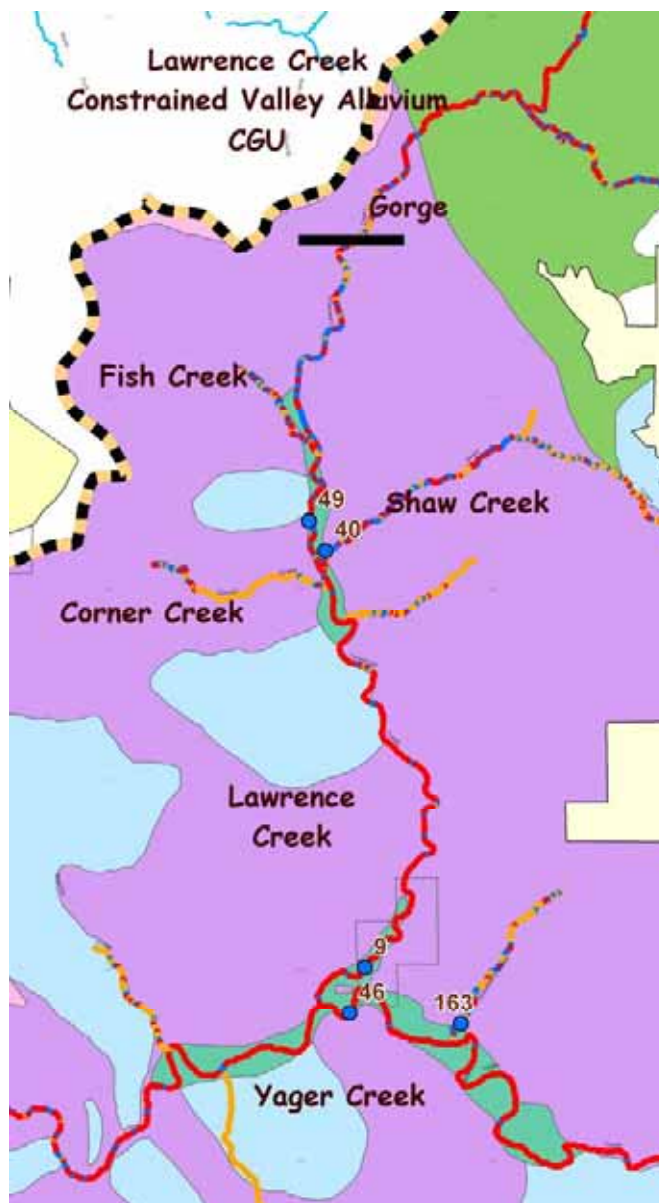 Lawrence Creek
Constrained Valley Alluvium
CGU
Gorge
Fish Creek
49
Shaw Creek
40
Corner Creek
Lawrence
Creek
9
46
163
Yager Creek